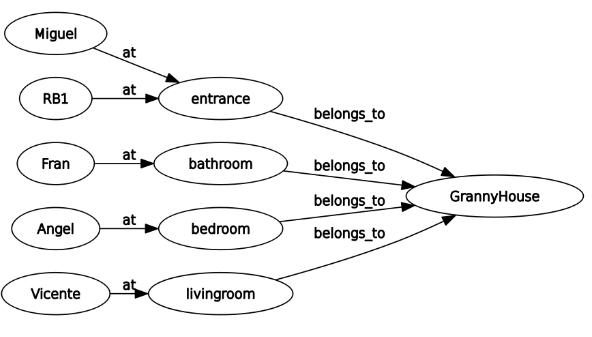 Miguel
at
RB1
at
entrance
belongs_to
Fran
at
bathroom
belongs_to
GrannyHouse
Angel
at
bedroom
belongs_to
Vicente
at
livingroom
belongs_to